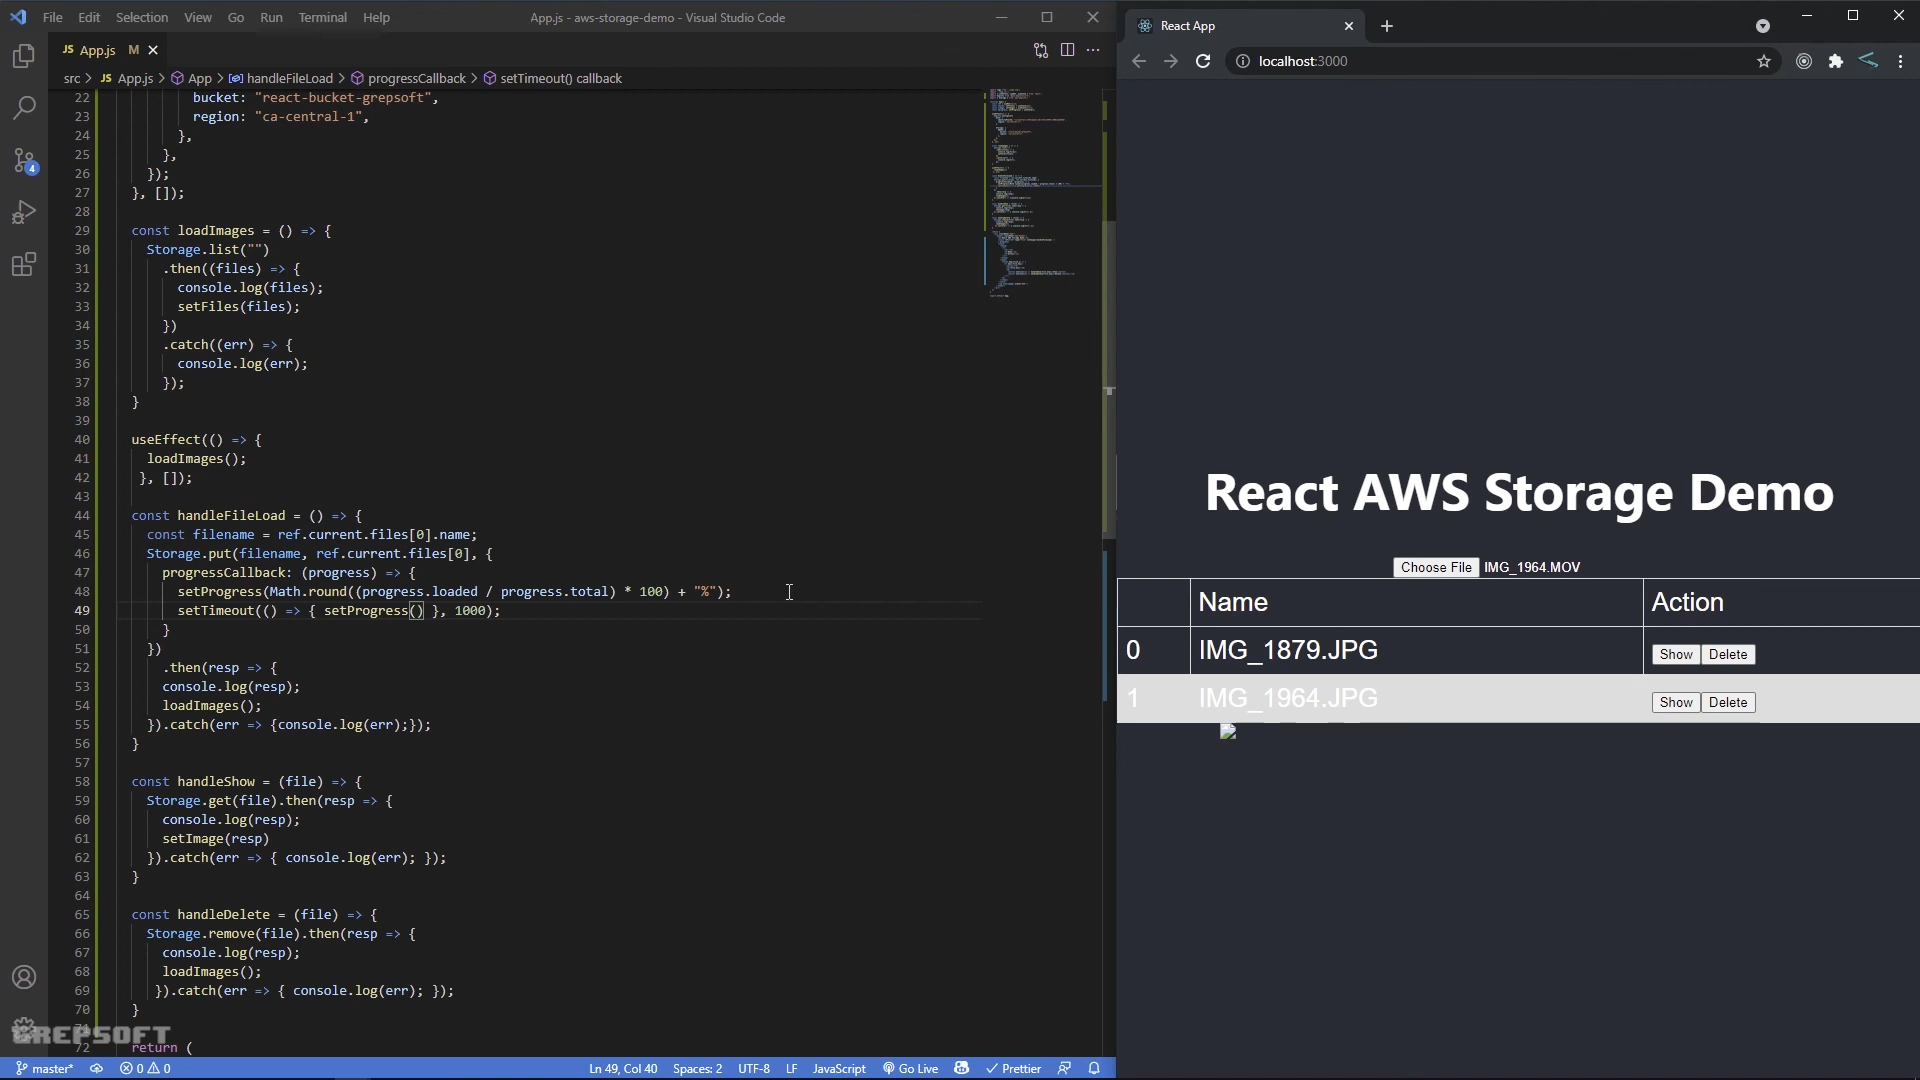 File Edit Selection View Go Run Terminal Help
App.js - aws-storage-demo - Visual Studio Code
JS App.js M
src > JS App.js > App > handleFileLoad > progressCallback > setTimeout() callback
22 bucket: "react-bucket-grepsoft",
23 region: "ca-central-1",
24 },
25 },
26 });
27 }, []);
28
29 const loadImages = () => {
30 Storage.list("")
31 .then((files) => {
32 console.log(files);
33 setFiles(files);
34 })
35 .catch((err) => {
36 console.log(err);
37 });
38 }
39
40 useEffect(() => {
41 loadImages();
42 }, []);
43
44 const handleFileLoad = () => {
45 const filename = ref.current.files[0].name;
46 Storage.put(filename, ref.current.files[0], {
47 progressCallback: (progress) => {
48 setProgress(Math.round((progress.loaded / progress.total) * 100) + "%");
49 setTimeout(() => { setProgress() }, 1000);
50 }
51 })
52 .then(resp => {
53 console.log(resp);
54 loadImages();
55 }).catch(err => {console.log(err);});
56 }
57
58 const handleShow = (file) => {
59 Storage.get(file).then(resp => {
60 console.log(resp);
61 setImage(resp)
62 }).catch(err => { console.log(err); });
63 }
64
65 const handleDelete = (file) => {
66 Storage.remove(file).then(resp => {
67 console.log(resp);
68 loadImages();
69 }).catch(err => { console.log(err); });
70 }
72 return (
4
GREPSOFT
master* 0 0 Ln 49, Col 40 Spaces: 2 UTF-8 LF JavaScript Go Live Prettier
React App
localhost:3000
React AWS Storage Demo
Choose File IMG_1964.MOV
Name Action
0 IMG_1879.JPG Show Delete
1 IMG_1964.JPG Show Delete